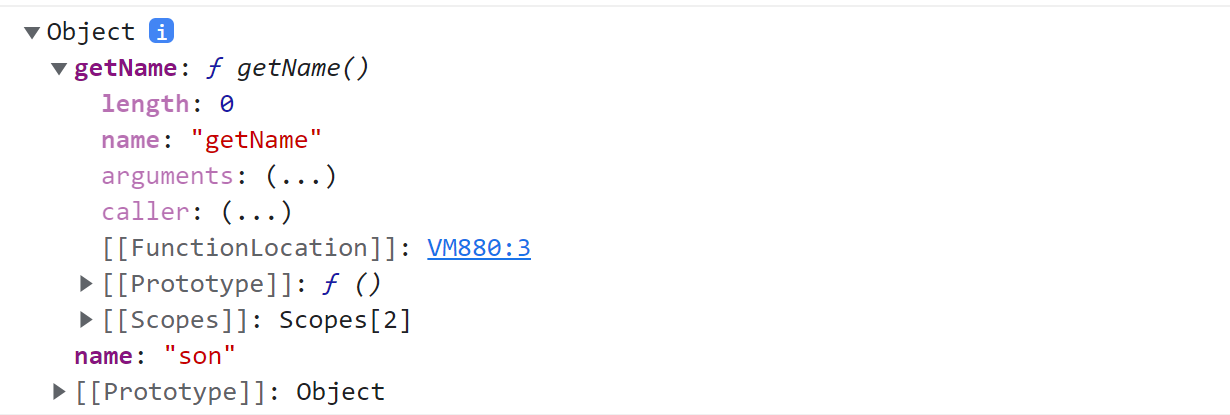 ▼Object i
▼getName: ƒ getName()
length: 0
name: "getName"
arguments: (...)
caller: (...)
[[FunctionLocation]]: VM880:3
▶[[Prototype]]: ƒ ()
▶[[Scopes]]: Scopes[2]
name: "son"
▶[[Prototype]]: Object